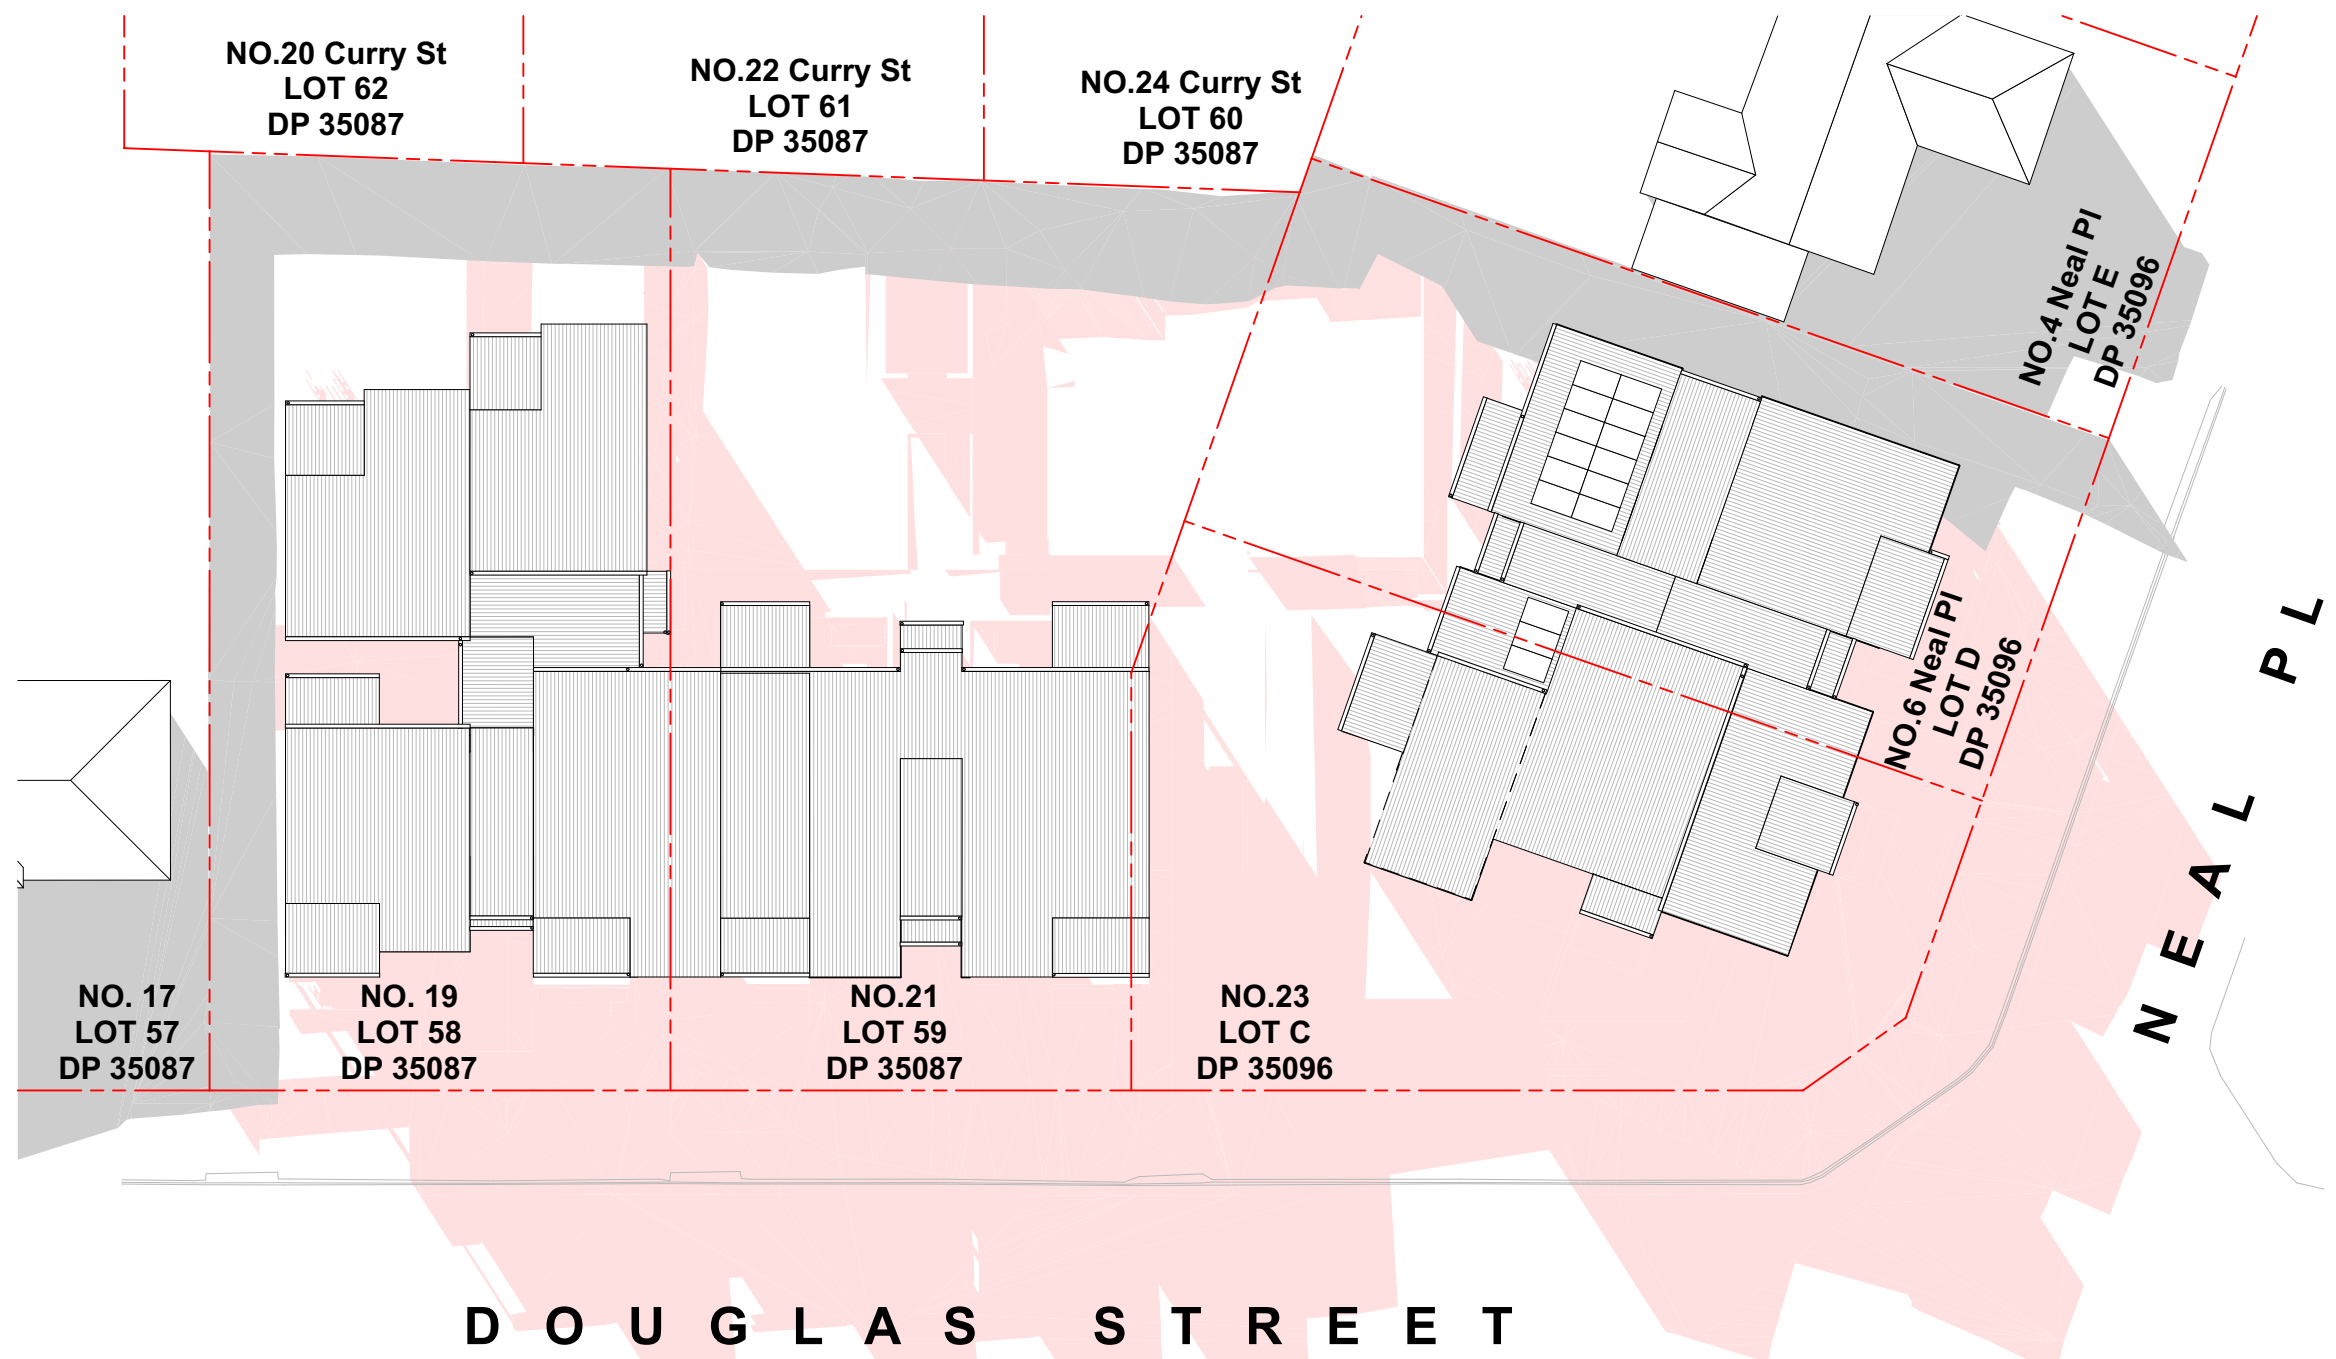 NO.20 Curry St
LOT 62
DP 35087
NO.22 Curry St
LOT 61
DP 35087
NO.24 Curry St
LOT 60
DP 35087
NO.4 Neal Pl
LOT E
DP 35096
NO.6 Neal Pl
LOT D
DP 35096
NEAL PL
NO. 17
LOT 57
DP 35087
NO. 19
LOT 58
DP 35087
NO.21
LOT 59
DP 35087
NO.23
LOT C
DP 35096
DOUGLAS STREET